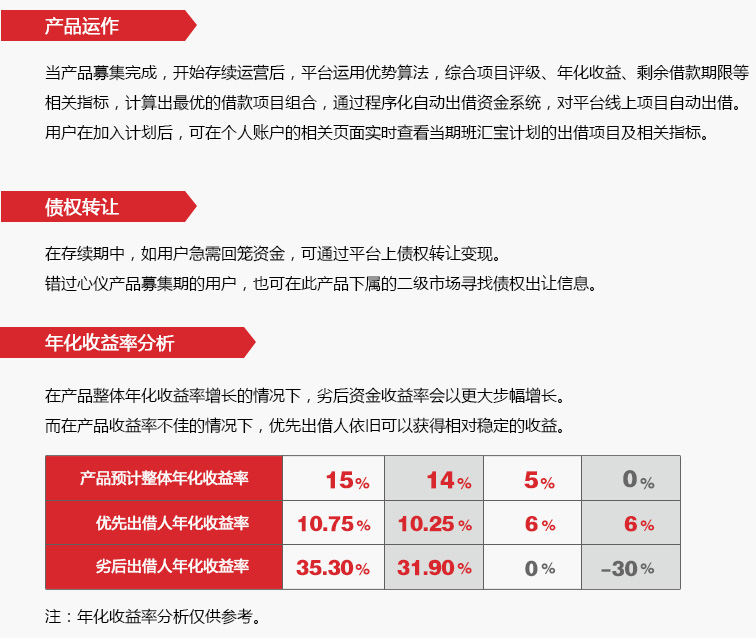 产品运作
当产品募集完成，开始存续运营后，平台运用优势算法，综合项目评级、年化收益、剩余借款期限等
相关指标，计算出最优的借款项目组合，通过程序化自动出借资金系统，对平台线上项目自动出借。
用户在加入计划后，可在个人账户的相关页面实时查看当期班汇宝计划的出借项目及相关指标。
债权转让
在存续期中，如用户急需回笼资金，可通过平台上债权转让变现。
错过心仪产品募集期的用户，也可在此产品下属的二级市场寻找债权出让信息。
年化收益率分析
在产品整体年化收益率增长的情况下，劣后资金收益率会以更大步幅增长。
而在产品收益率不佳的情况下，优先出借人依旧可以获得相对稳定的收益。
产品预计整体年化收益率 15% 14% 5% 0%
优先出借人年化收益率 10.75% 10.25% 6% 6%
劣后出借人年化收益率 35.30% 31.90% 0% -30%
注：年化收益率分析仅供参考。